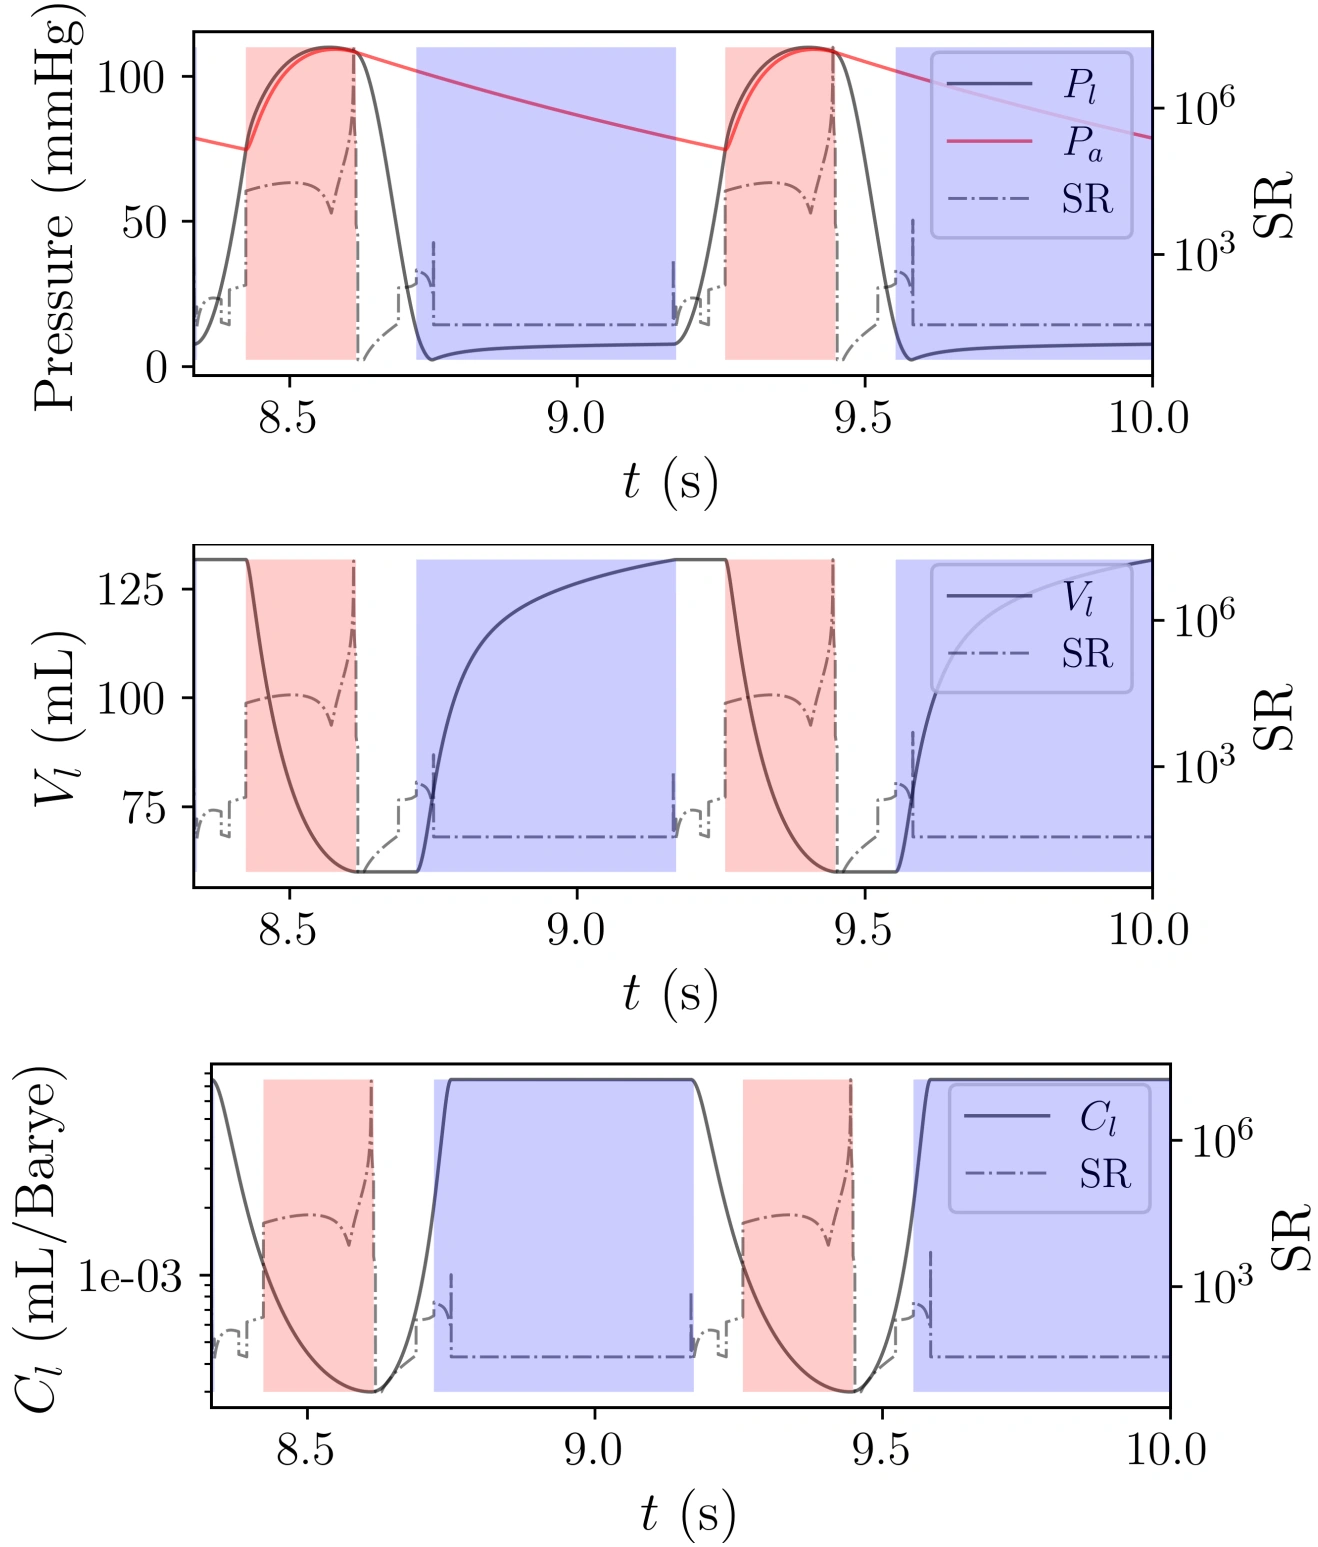 Pressure (mmHg)
100
50
0
P_l
P_a
SR
10^6
10^3
SR
8.5 9.0 9.5 10.0
t (s)
V_l (mL)
125
100
75
V_l
SR
10^6
10^3
SR
8.5 9.0 9.5 10.0
t (s)
C_l (mL/Barye)
1e-03
C_l
SR
10^6
10^3
SR
8.5 9.0 9.5 10.0
t (s)